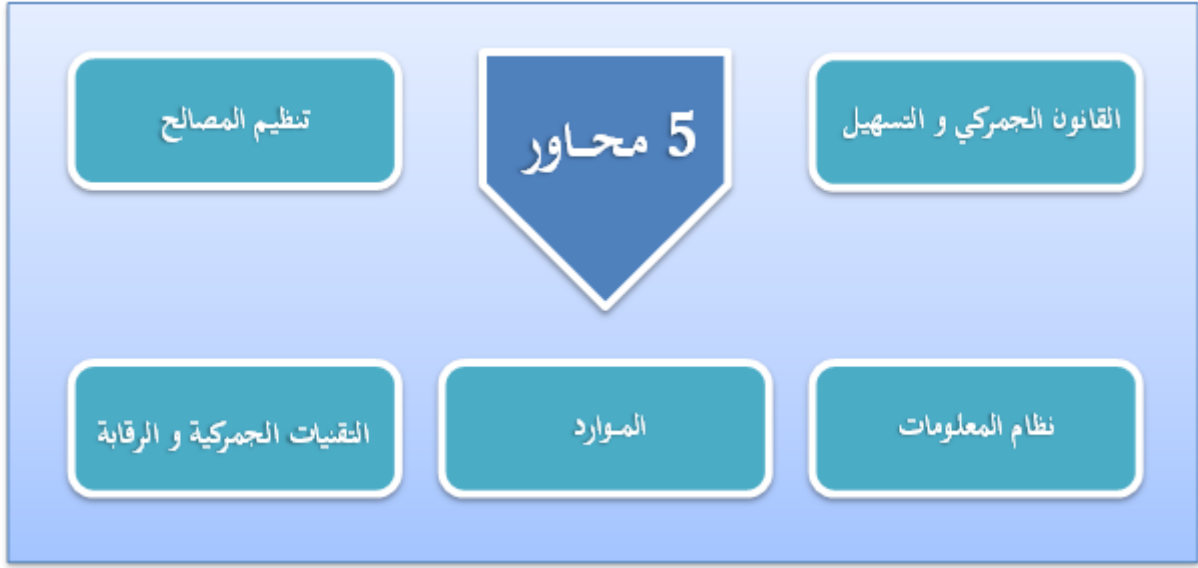 القانون الجمركي و التسهيل
5 محـاور
تنظيم المصالح
نظام المعلومات
المـوارد
التقنيات الجمركية و الرقابة